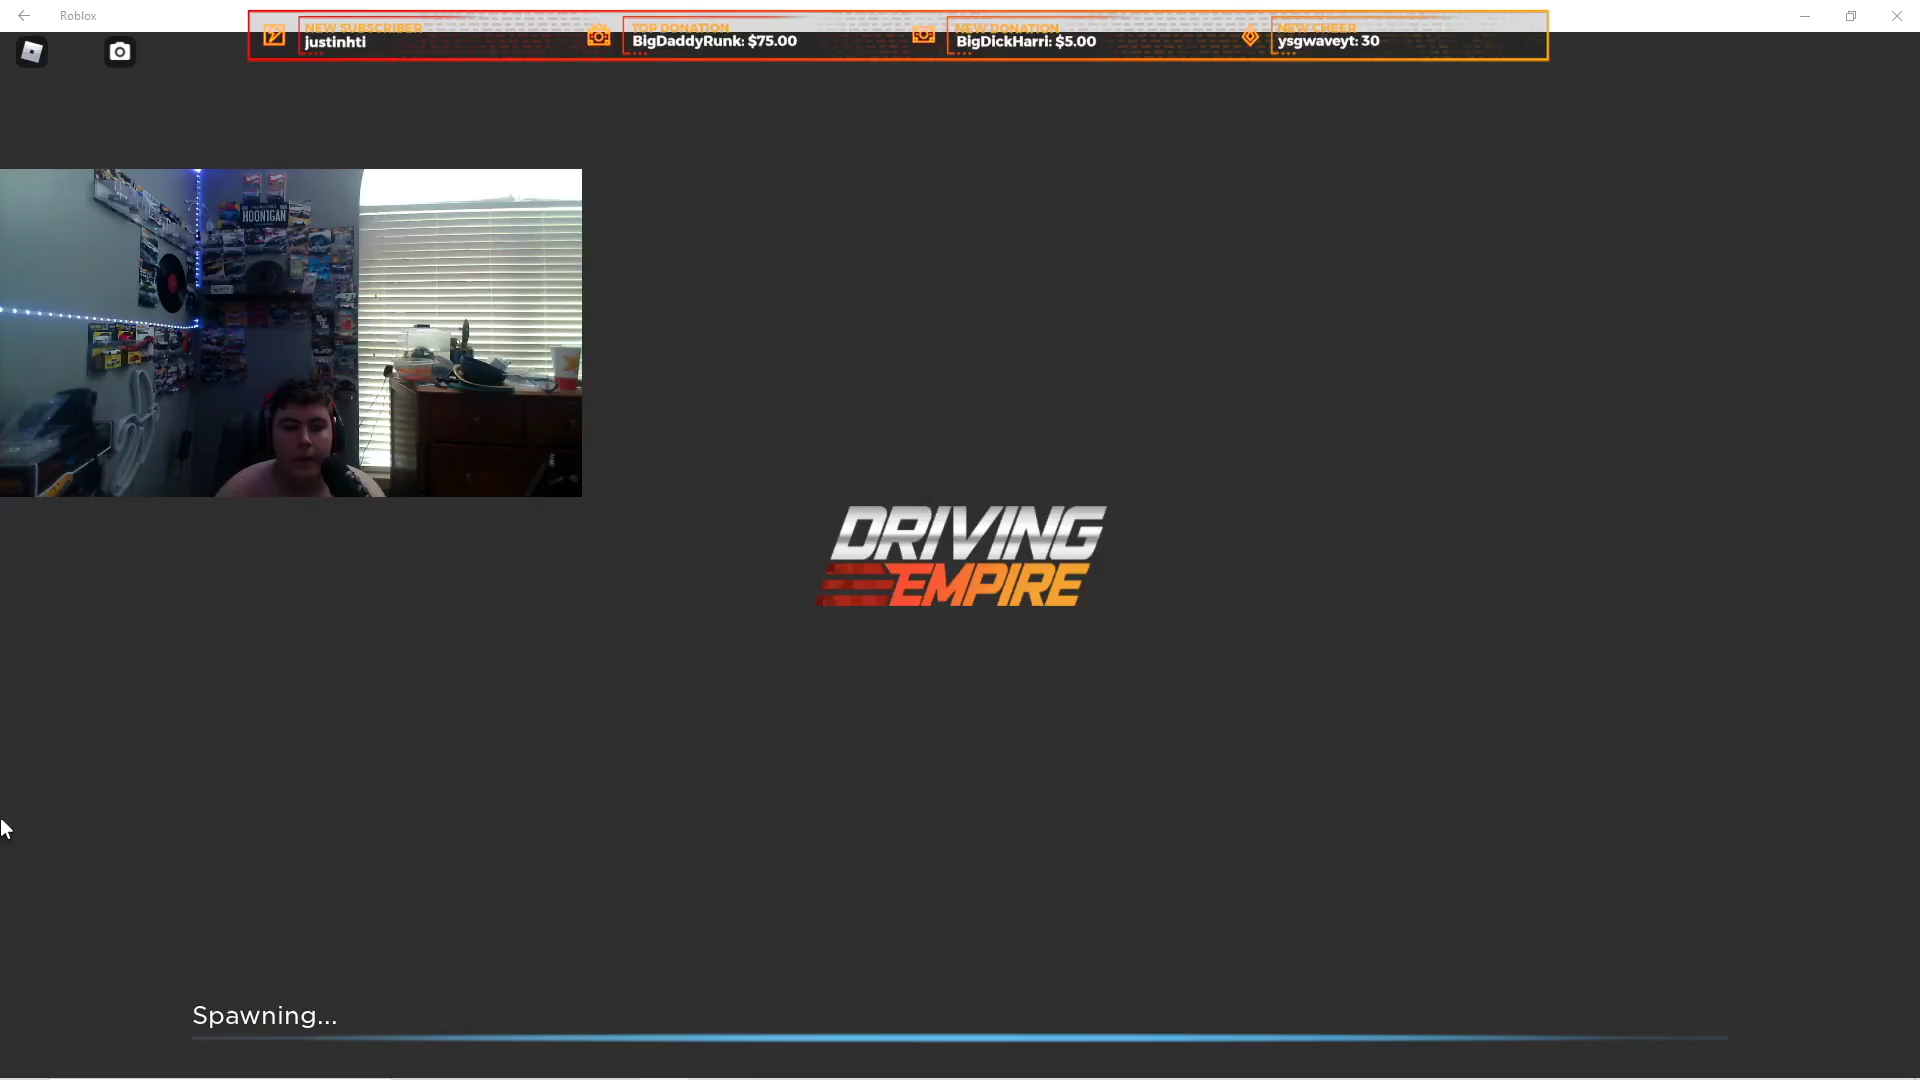 Roblox
NEW SUBSCRIBER
justinhti
TOP DONATION
BigDaddyRunk: $75.00
NEW DONATION
BigDickHarri: $5.00
NEW CHEER
ysgwaveyt: 30
HOONIGAN
DRIVING
EMPIRE
Spawning...